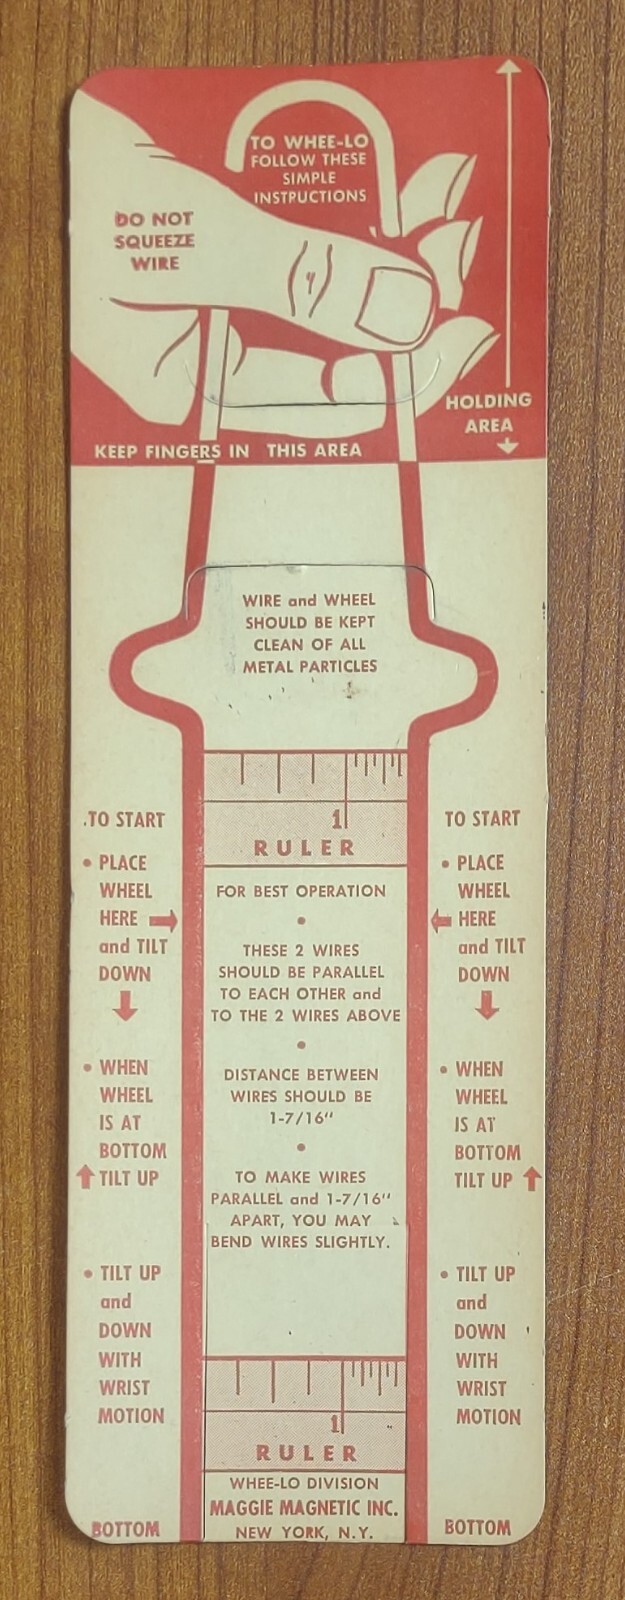 TO WHEE-LO
FOLLOW THESE
SIMPLE
INSTRUCTIONS
DO NOT
SQUEEZE
WIRE
HOLDING
AREA
KEEP FINGERS IN THIS AREA
WIRE and WHEEL
SHOULD BE KEPT
CLEAN OF ALL
METAL PARTICLES
1
RULER
TO START
• PLACE
WHEEL
HERE
and TILT
DOWN
• WHEN
WHEEL
IS AT
BOTTOM
TILT UP
• TILT UP
and
DOWN
WITH
WRIST
MOTION
BOTTOM
FOR BEST OPERATION
•
THESE 2 WIRES
SHOULD BE PARALLEL
TO EACH OTHER and
TO THE 2 WIRES ABOVE
•
DISTANCE BETWEEN
WIRES SHOULD BE
1-7/16"
•
TO MAKE WIRES
PARALLEL and 1-7/16"
APART, YOU MAY
BEND WIRES SLIGHTLY.
1
RULER
WHEE-LO DIVISION
MAGGIE MAGNETIC INC.
NEW YORK, N.Y.
TO START
• PLACE
WHEEL
HERE
and TILT
DOWN
• WHEN
WHEEL
IS AT
BOTTOM
TILT UP
• TILT UP
and
DOWN
WITH
WRIST
MOTION
BOTTOM